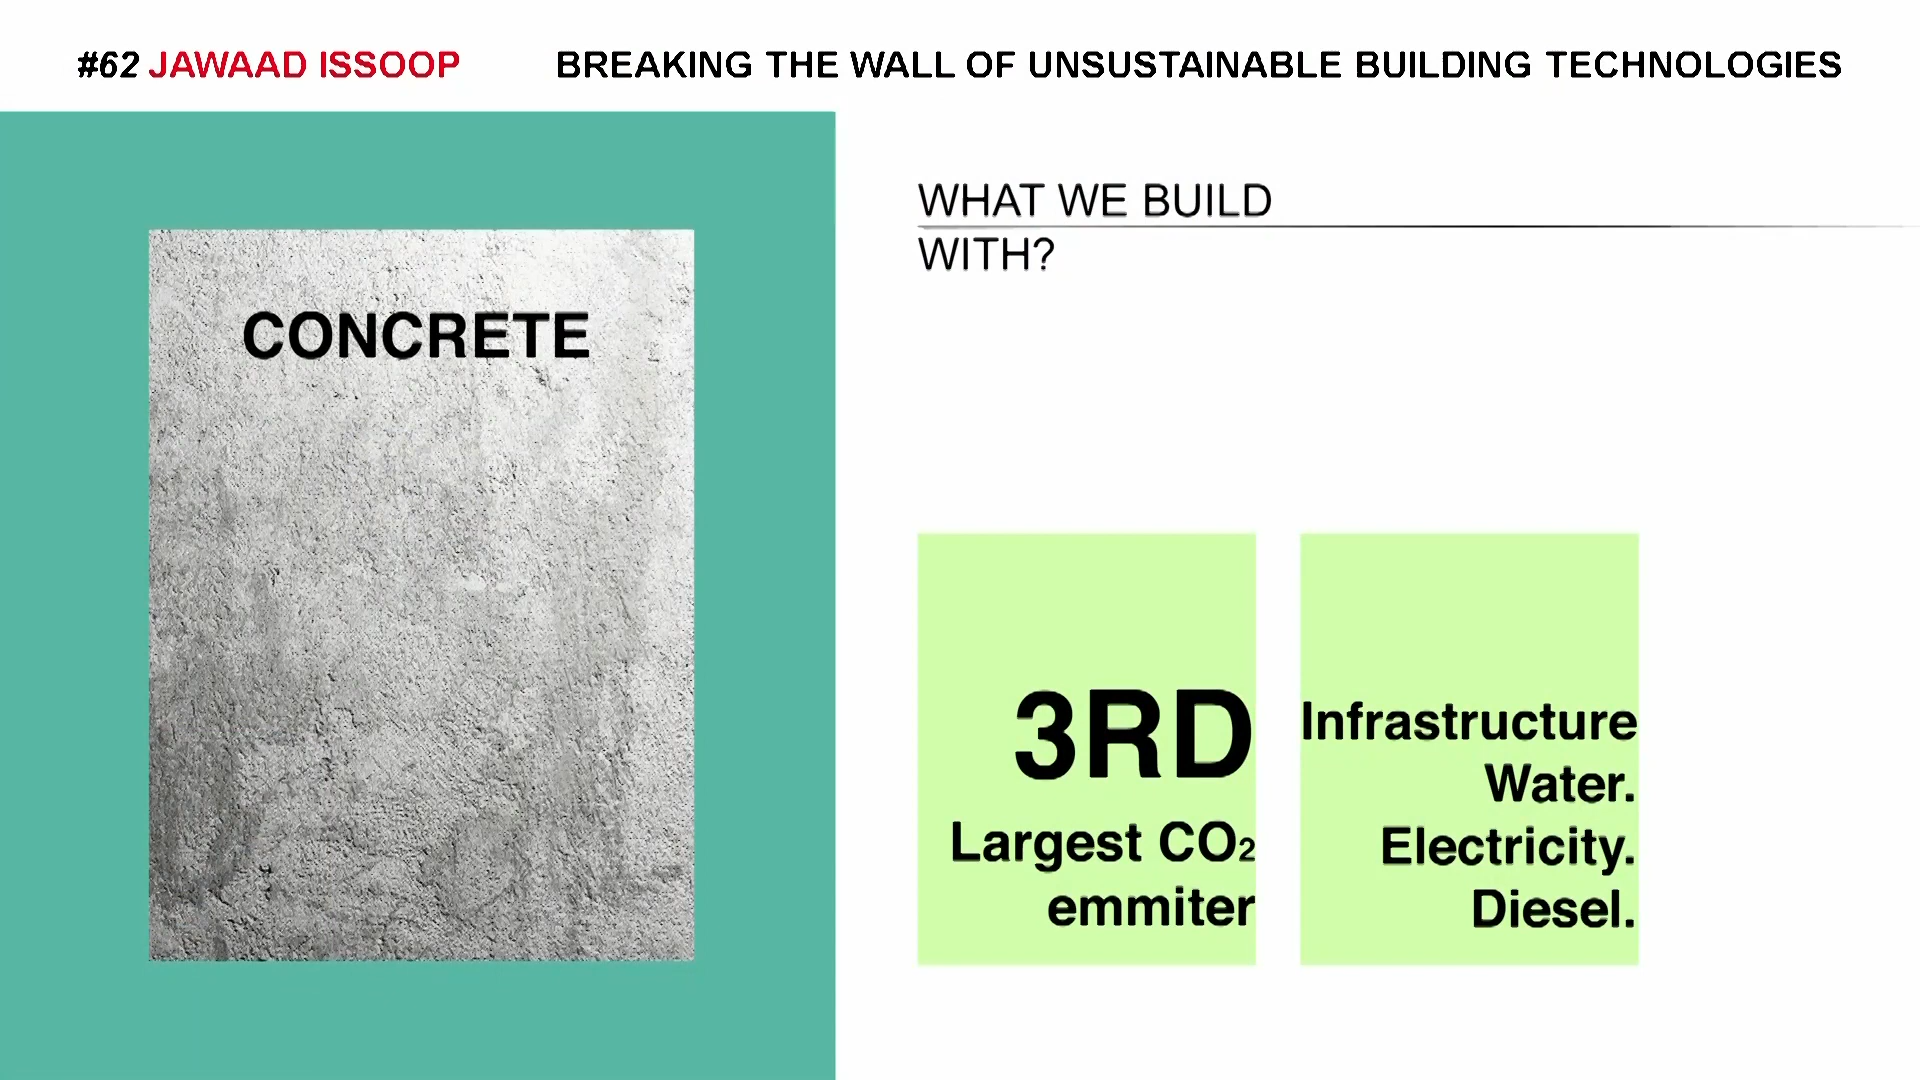 #62 JAWAAD ISSOOP BREAKING THE WALL OF UNSUSTAINABLE BUILDING TECHNOLOGIES
CONCRETE
WHAT WE BUILD
WITH?
3RD
Largest CO₂
emmiter
Infrastructure
Water.
Electricity.
Diesel.